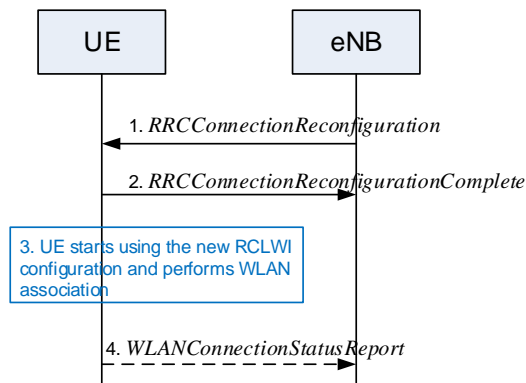 UE
eNB
1. RRCConnectionReconfiguration
2. RRCConnectionReconfigurationComplete
3. UE starts using the new RCLWI
configuration and performs WLAN
association
4. WLANConnectionStatusReport